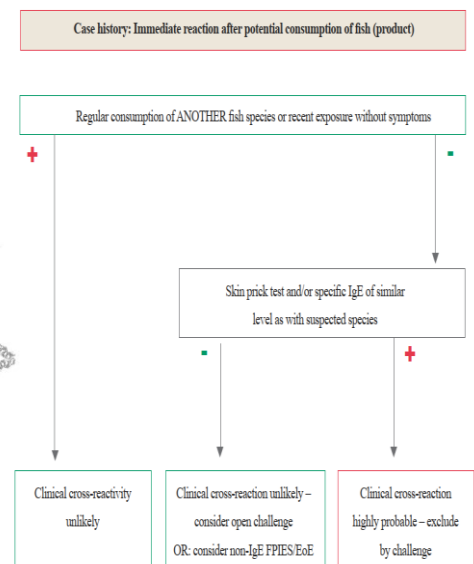 Case history: Immediate reaction after potential consumption of fish (product)
Regular consumption of ANOTHER fish species or recent exposure without symptoms
+
-
Skin prick test and/or specific IgE of similar
level as with suspected species
-
+
Clinical cross-reactivity
unlikely
Clinical cross-reaction unlikely –
consider open challenge
OR: consider non-IgE FPIES/EoE
Clinical cross-reaction
highly probable – exclude
by challenge